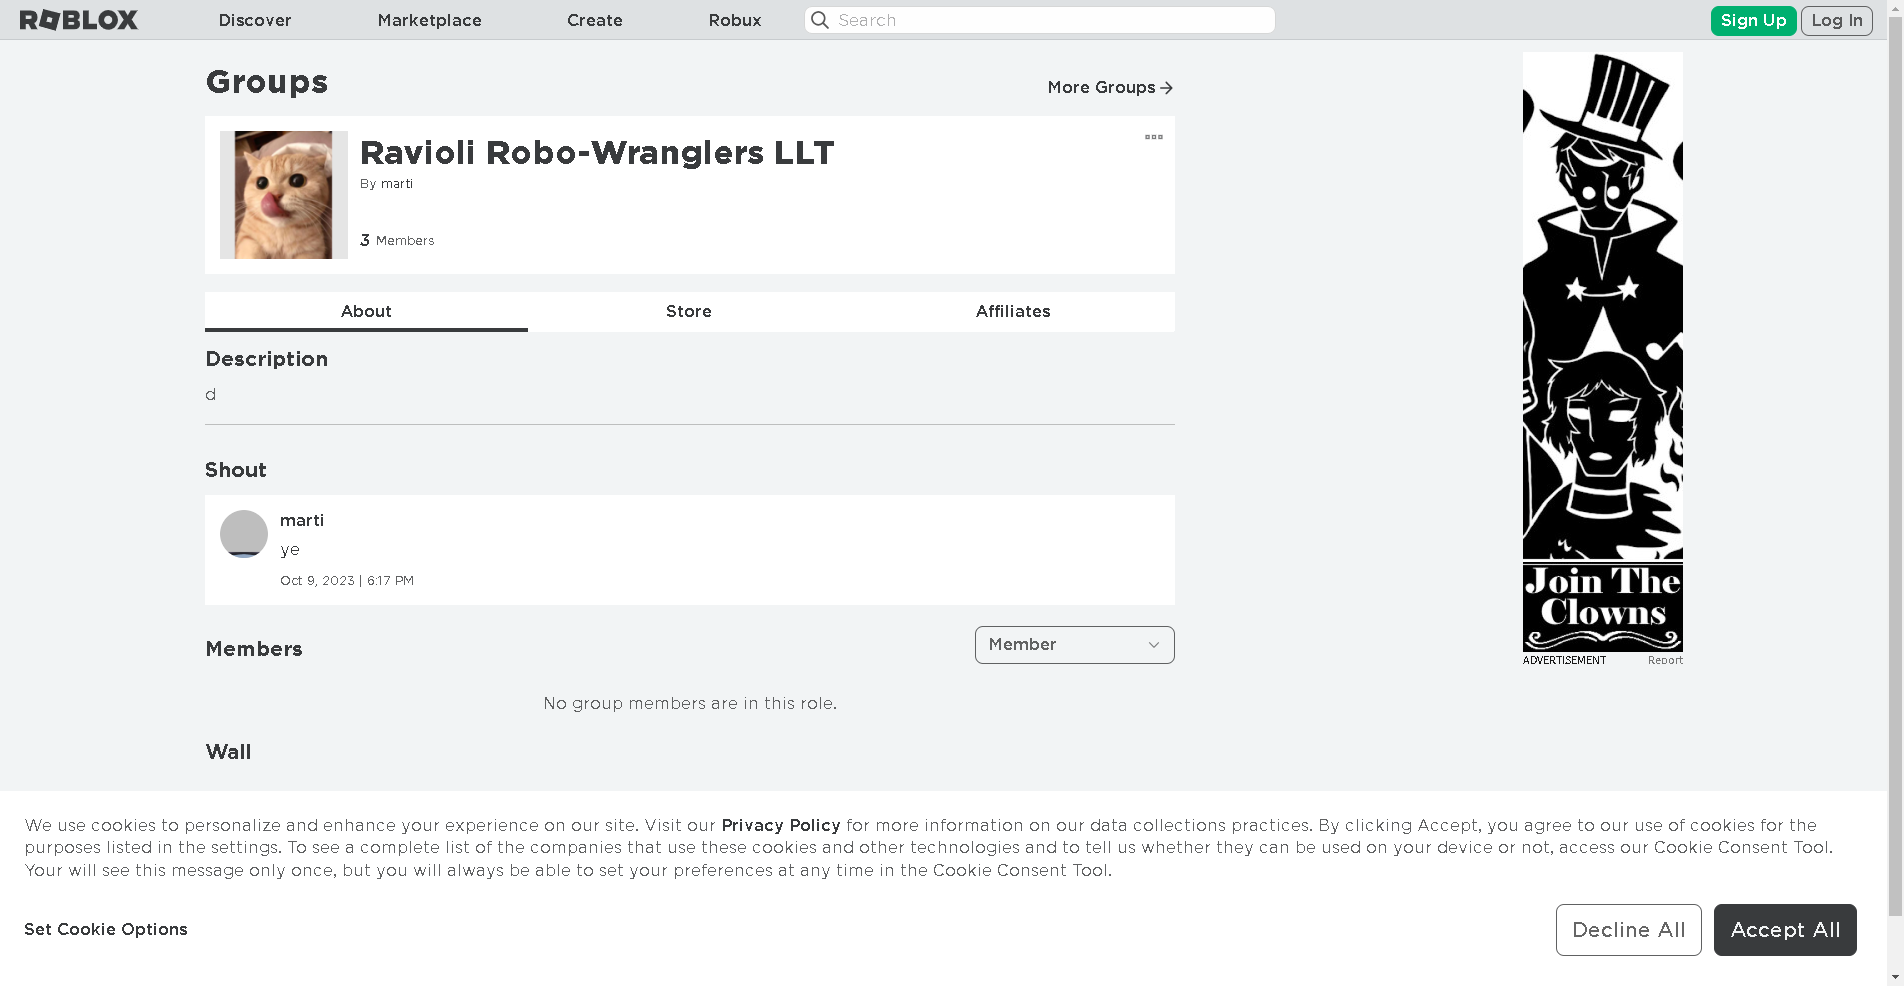 ROBLOX
Discover
Marketplace
Create
Robux
Search
Sign Up
Log In
Groups
More Groups
Ravioli Robo-Wranglers LLT
By marti
3 Members
About
Store
Affiliates
Description
d
Shout
marti
ye
Oct 9, 2023 | 6:17 PM
Members
Member
No group members are in this role.
Wall
Join The
Clowns
ADVERTISEMENT
Report
We use cookies to personalize and enhance your experience on our site. Visit our Privacy Policy for more information on our data collections practices. By clicking Accept, you agree to our use of cookies for the
purposes listed in the settings. To see a complete list of the companies that use these cookies and other technologies and to tell us whether they can be used on your device or not, access our Cookie Consent Tool.
Your will see this message only once, but you will always be able to set your preferences at any time in the Cookie Consent Tool.
Set Cookie Options
Decline All
Accept All